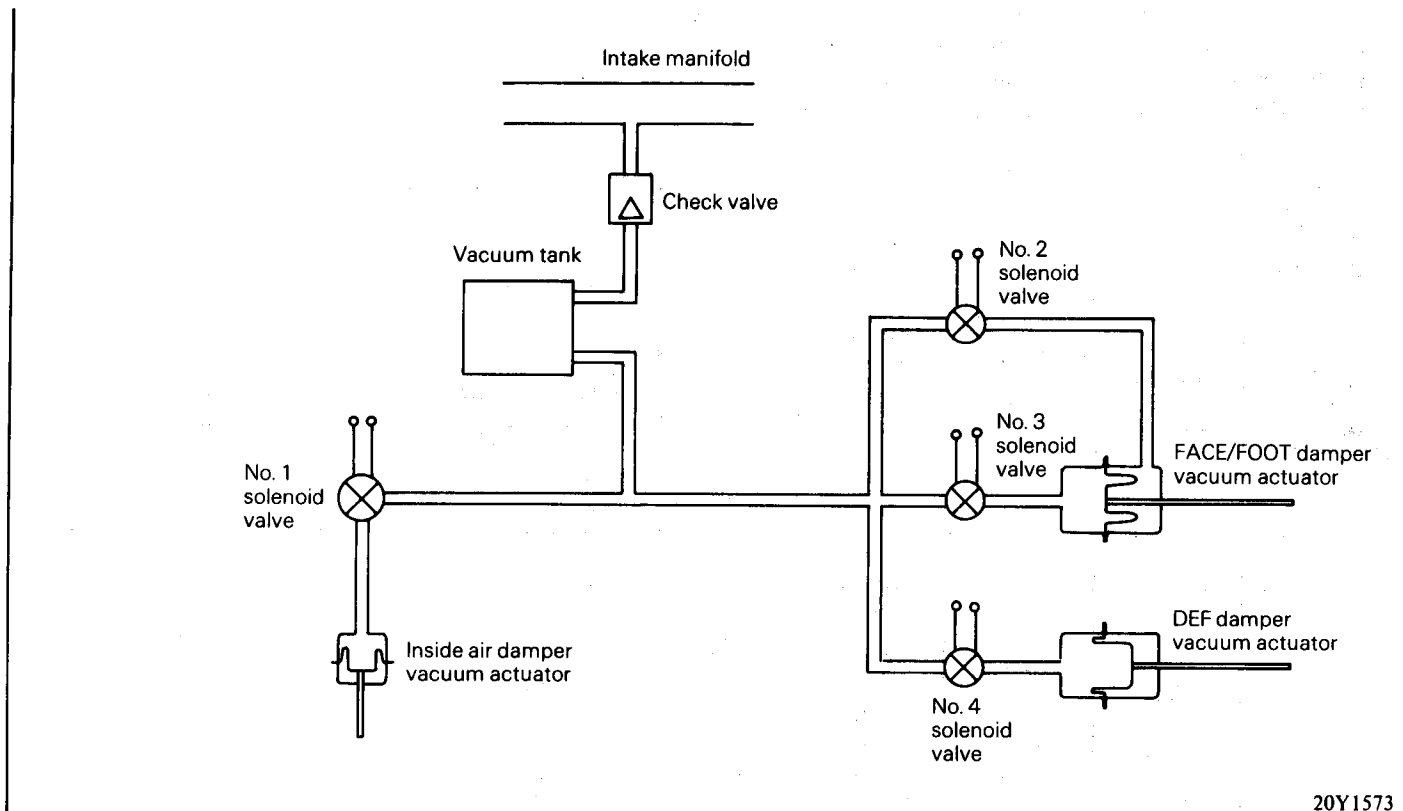 Intake manifold
Check valve
Vacuum tank
No. 2
solenoid
valve
No. 3
solenoid
valve
FACE/FOOT damper
vacuum actuator
No. 1
solenoid
valve
Inside air damper
vacuum actuator
DEF damper
vacuum actuator
No. 4
solenoid
valve
20Y1573